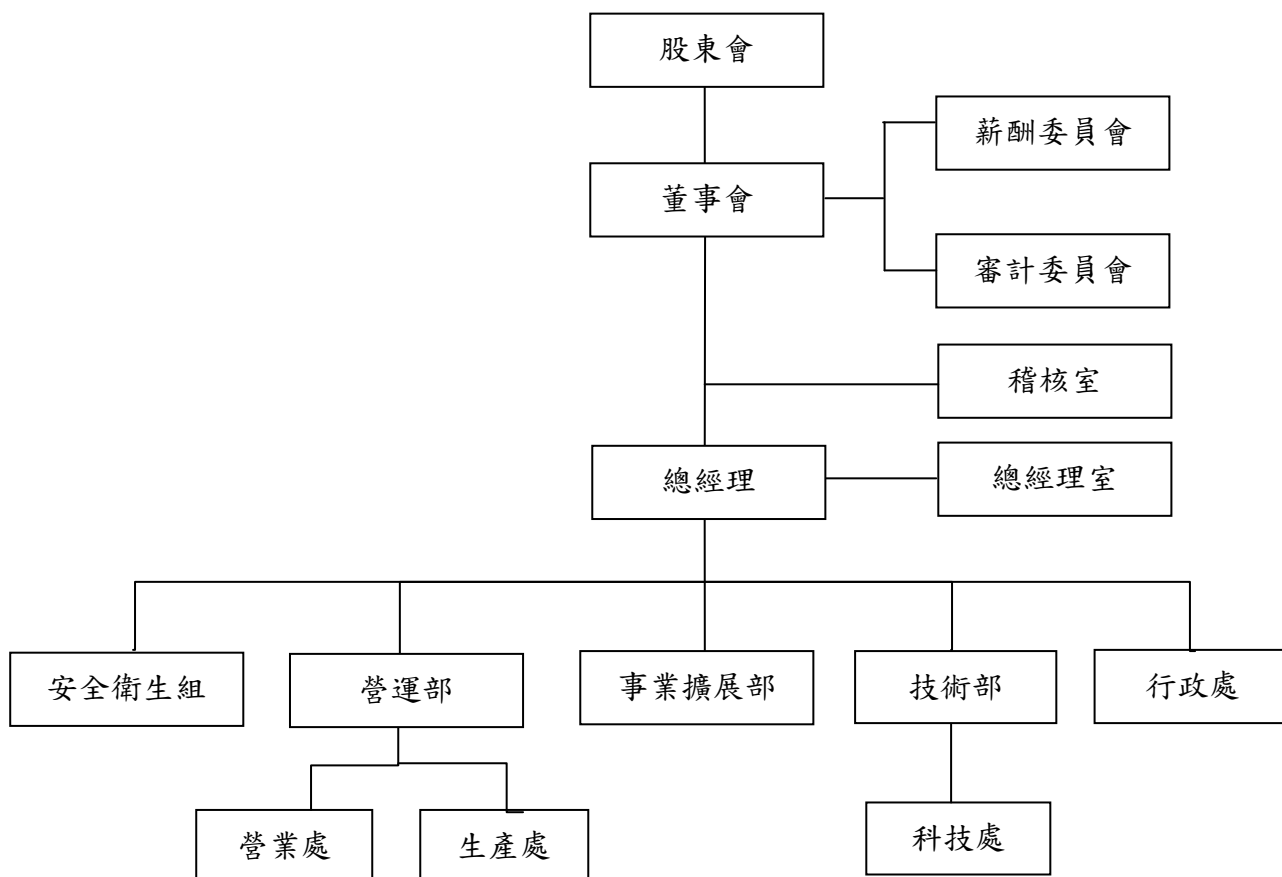 股東會
薪酬委員會
董事會
審計委員會
稽核室
總經理
總經理室
安全衛生組
營運部
事業擴展部
技術部
行政處
營業處
生產處
科技處